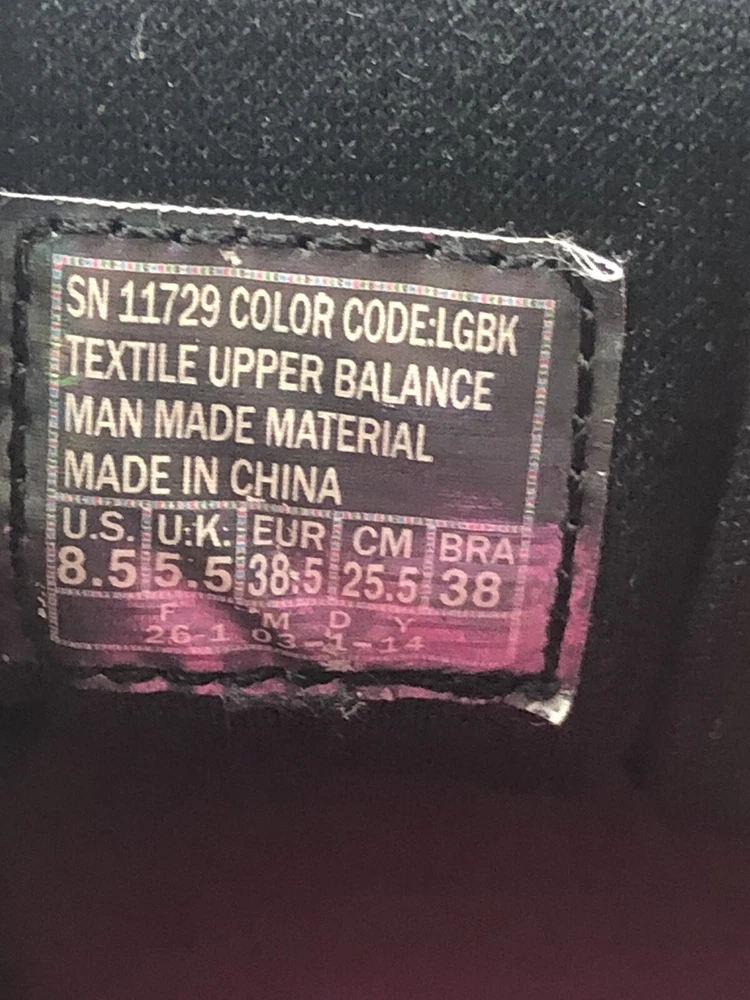 SN 11729 COLOR CODE:LGBK
TEXTILE UPPER BALANCE
MAN MADE MATERIAL
MADE IN CHINA
U.S. U.K. EUR CM BRA
8.5 5.5 38.5 25.5 38
F M D Y
26-1 03-1-14